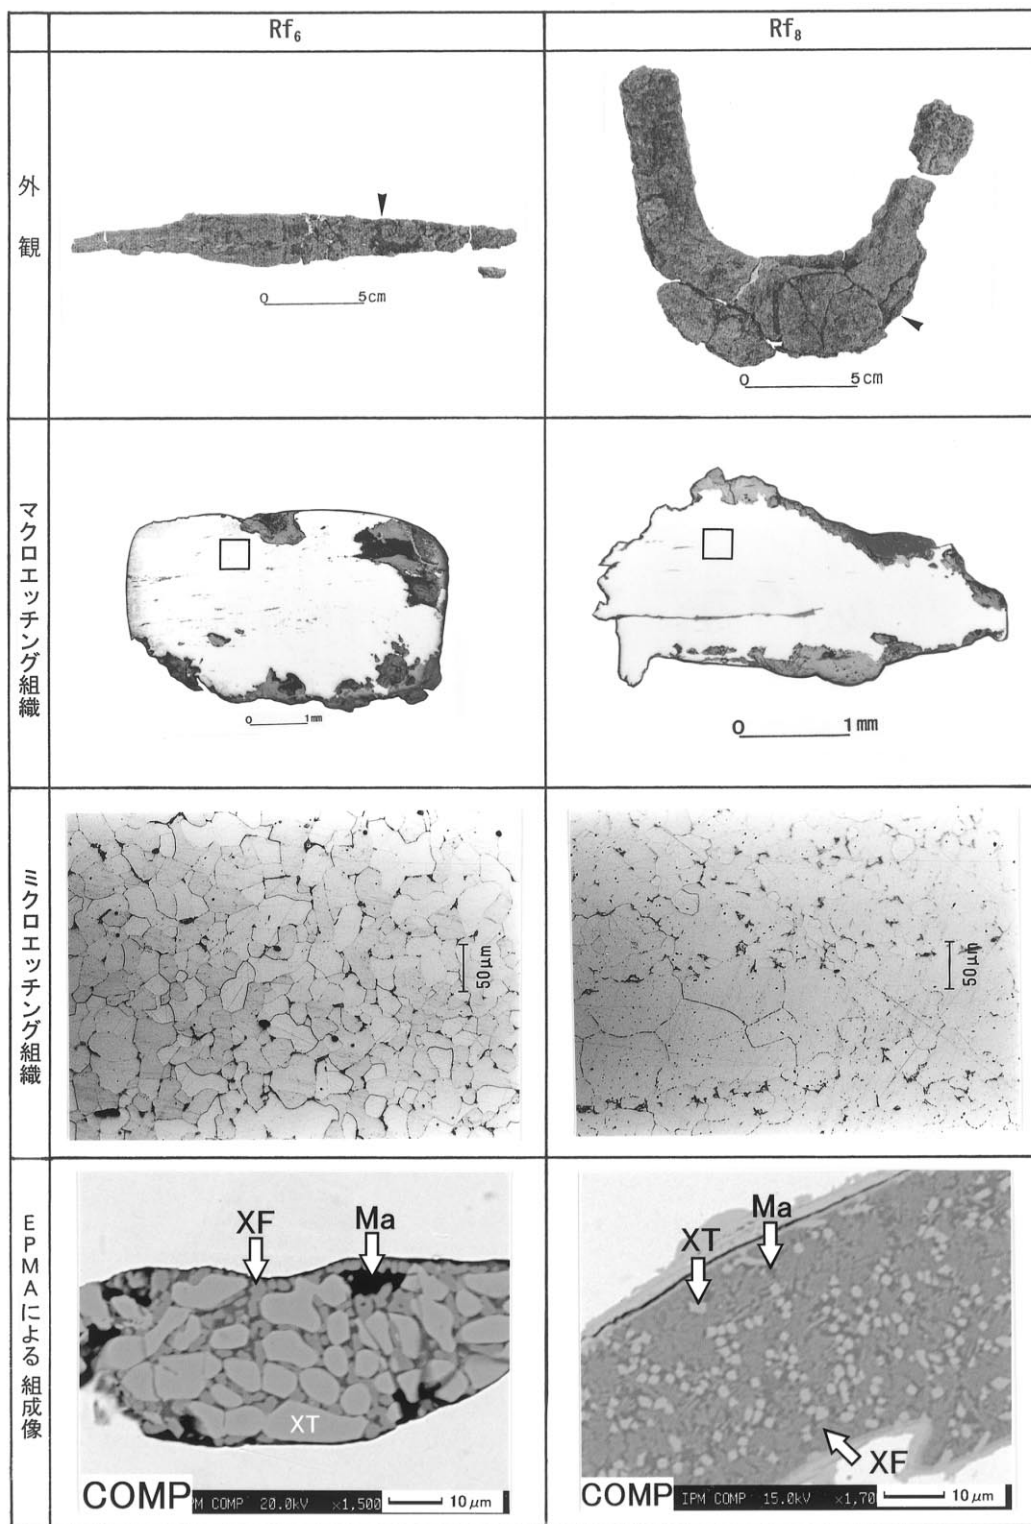 Rf₆
Rf₈
外観
0 5cm
0 5cm
マクロエッチング組織
0 1mm
0 1mm
ミクロエッチング組織
50μm
50μm
EPMAによる組成像
XF
Ma
XT
COMP
PM COMP 20.0kV ×1,500 10μm
XT
Ma
XF
COMP
IPM COMP 15.0kV ×1,70 10μm